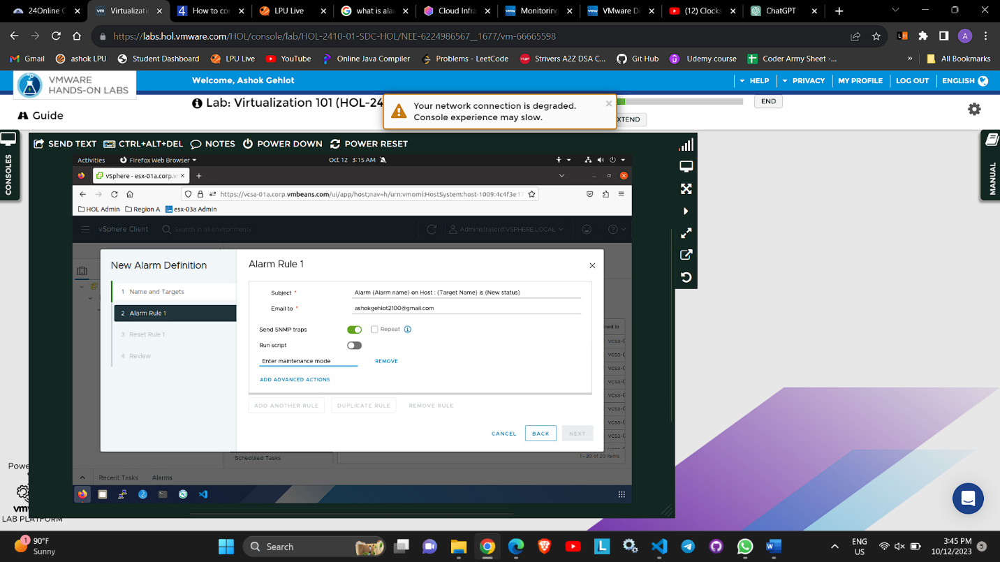 24Online C
Virtualizatio
How to co
LPU Live
what is alar
Cloud Infra
Monitoring
VMware D
(12) Clocks
ChatGPT
https://labs.hol.vmware.com/HOL/console/lab/HOL-2410-01-SDC-HOL/NEE-6224986567__1677/vm-66665598
A
Gmail
ashok LPU
Student Dashboard
LPU Live
YouTube
Online Java Compiler
Problems - LeetCode
Strivers A2Z DSA C...
Git Hub
Udemy course
Coder Army Sheet -...
»
All Bookmarks
VMWARE
HANDS-ON LABS
Welcome, Ashok Gehlot
HELP
PRIVACY
MY PROFILE
LOG OUT
ENGLISH
Guide
Lab: Virtualization 101 (HOL-24
Your network connection is degraded.
Console experience may slow.
END
XTEND
CONSOLES
MANUAL
SEND TEXT
CTRL+ALT+DEL
NOTES
POWER DOWN
POWER RESET
Activities
Firefox Web Browser
Oct 12 3:15 AM
vSphere - esx-01a.corp.v
https://vcsa-01a.corp.vmbeans.com/ui/app/host;nav=h/urn:vmomi:HostSystem:host-1009:4c4f3e17
HOL Admin
Region A
esx-03a Admin
vSphere Client
Search in all environments
Administrator@VSPHERE.LOCAL
New Alarm Definition
1 Name and Targets
2 Alarm Rule 1
3 Reset Rule 1
4 Review
Alarm Rule 1
Subject *
Alarm {Alarm name} on Host : {Target Name} is {New status}
Email to *
ashokgehlot2100@gmail.com
Send SNMP traps
Repeat
Run script
Enter maintenance mode
REMOVE
ADD ADVANCED ACTIONS
ADD ANOTHER RULE
DUPLICATE RULE
REMOVE RULE
CANCEL
BACK
NEXT
ned In
vcsa-0
vcsa-0
vcsa-0
vcsa-0
vcsa-0
vcsa-0
vcsa-0
Scheduled Tasks
1 - 20 of 20 items
Recent Tasks
Alarms
Powe
vmw
LAB PLATFORM
1
90°F
Sunny
Search
ENG
US
3:45 PM
10/12/2023
5